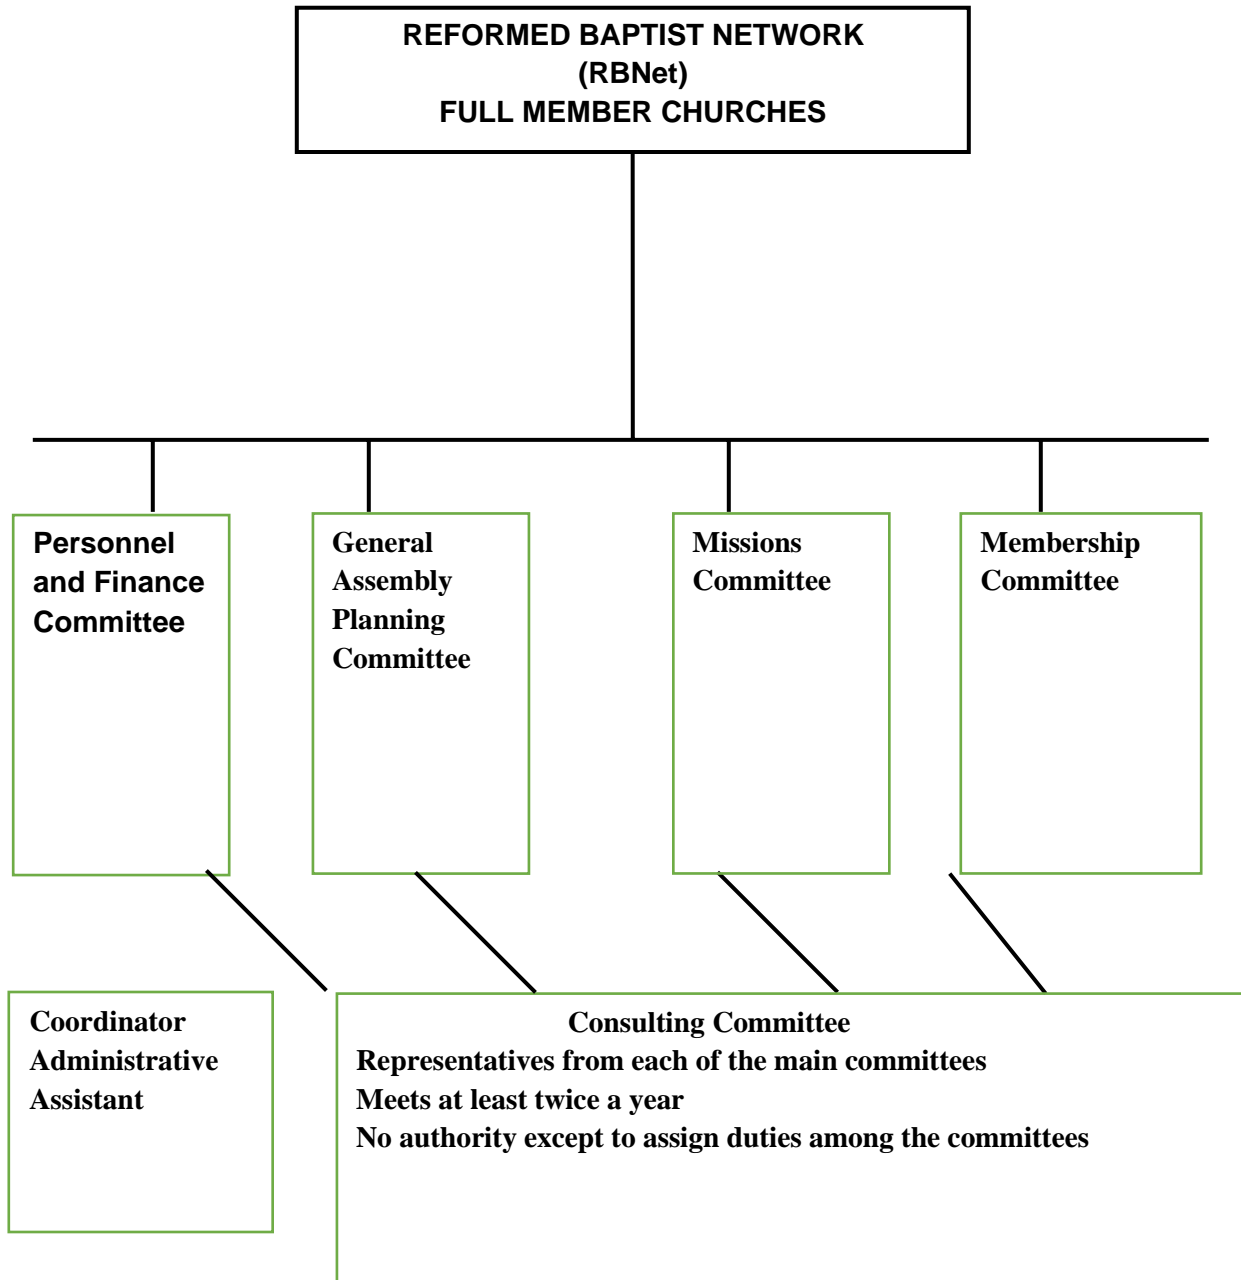 REFORMED BAPTIST NETWORK
(RBNet)
FULL MEMBER CHURCHES
Personnel
and Finance
Committee
General
Assembly
Planning
Committee
Missions
Committee
Membership
Committee
Coordinator
Administrative
Assistant
Consulting Committee
Representatives from each of the main committees
Meets at least twice a year
No authority except to assign duties among the committees